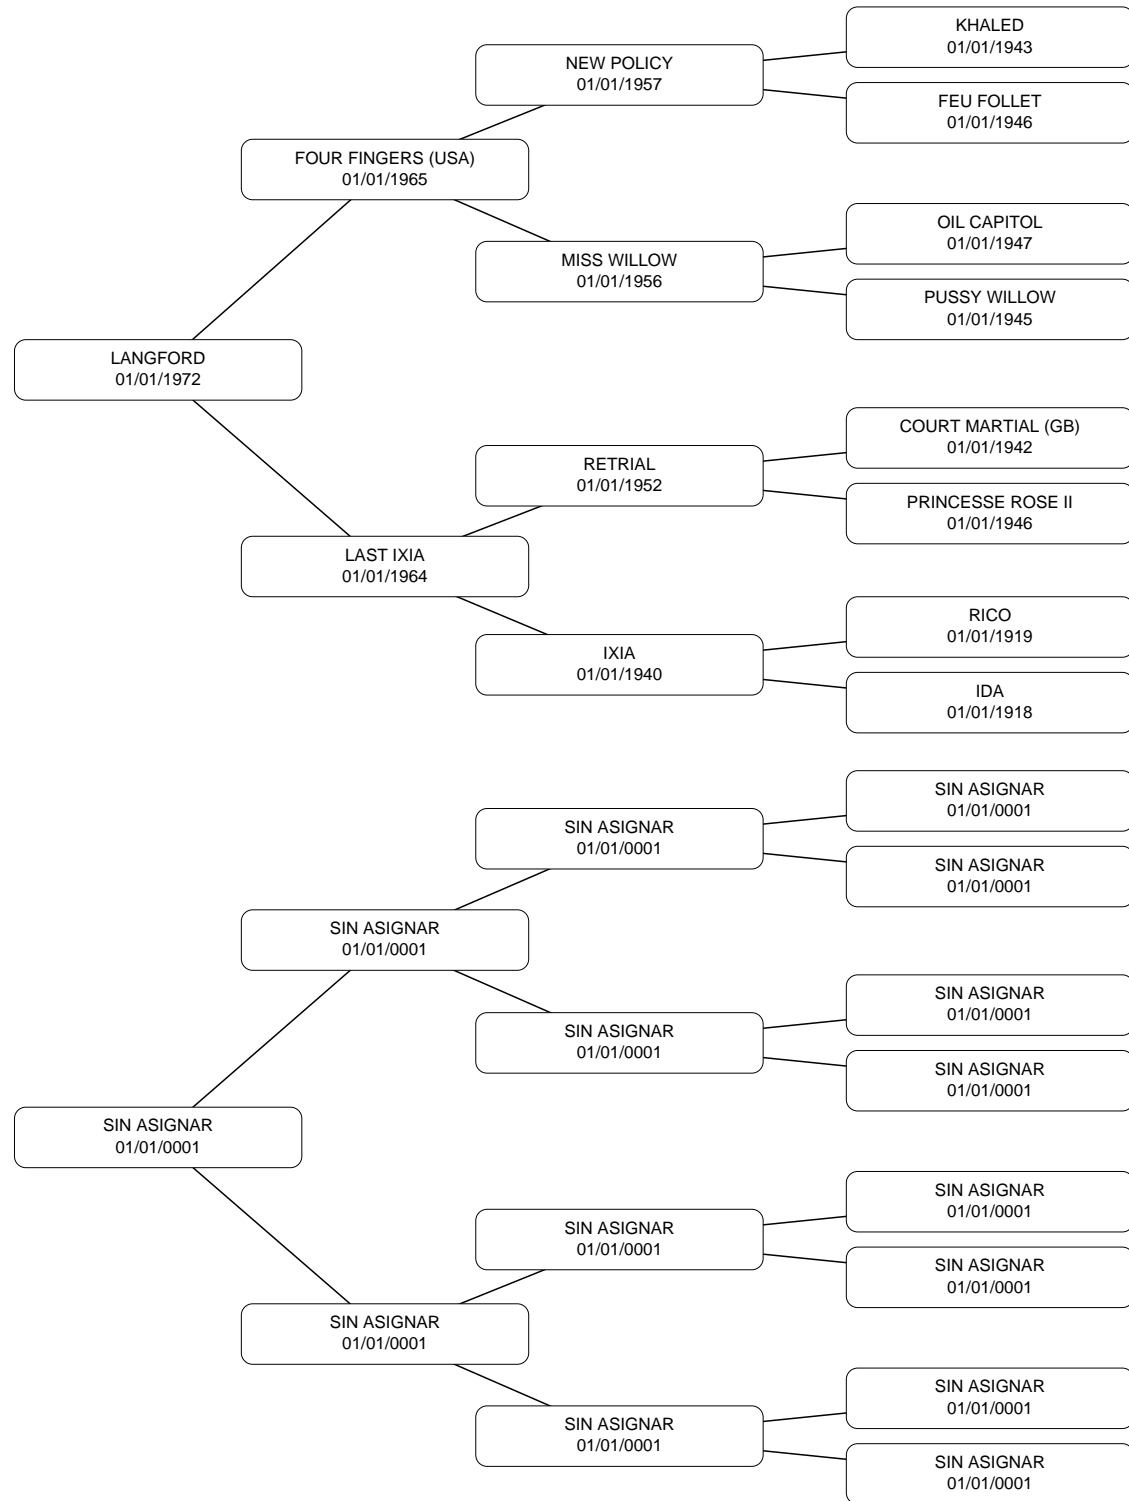 KHALED
01/01/1943
NEW POLICY
01/01/1957
FEU FOLLET
01/01/1946
FOUR FINGERS (USA)
01/01/1965
OIL CAPITOL
01/01/1947
MISS WILLOW
01/01/1956
PUSSY WILLOW
01/01/1945
LANGFORD
01/01/1972
COURT MARTIAL (GB)
01/01/1942
RETRIAL
01/01/1952
PRINCESSE ROSE II
01/01/1946
LAST IXIA
01/01/1964
RICO
01/01/1919
IXIA
01/01/1940
IDA
01/01/1918
SIN ASIGNAR
01/01/0001
SIN ASIGNAR
01/01/0001
SIN ASIGNAR
01/01/0001
SIN ASIGNAR
01/01/0001
SIN ASIGNAR
01/01/0001
SIN ASIGNAR
01/01/0001
SIN ASIGNAR
01/01/0001
SIN ASIGNAR
01/01/0001
SIN ASIGNAR
01/01/0001
SIN ASIGNAR
01/01/0001
SIN ASIGNAR
01/01/0001
SIN ASIGNAR
01/01/0001
SIN ASIGNAR
01/01/0001
SIN ASIGNAR
01/01/0001
SIN ASIGNAR
01/01/0001